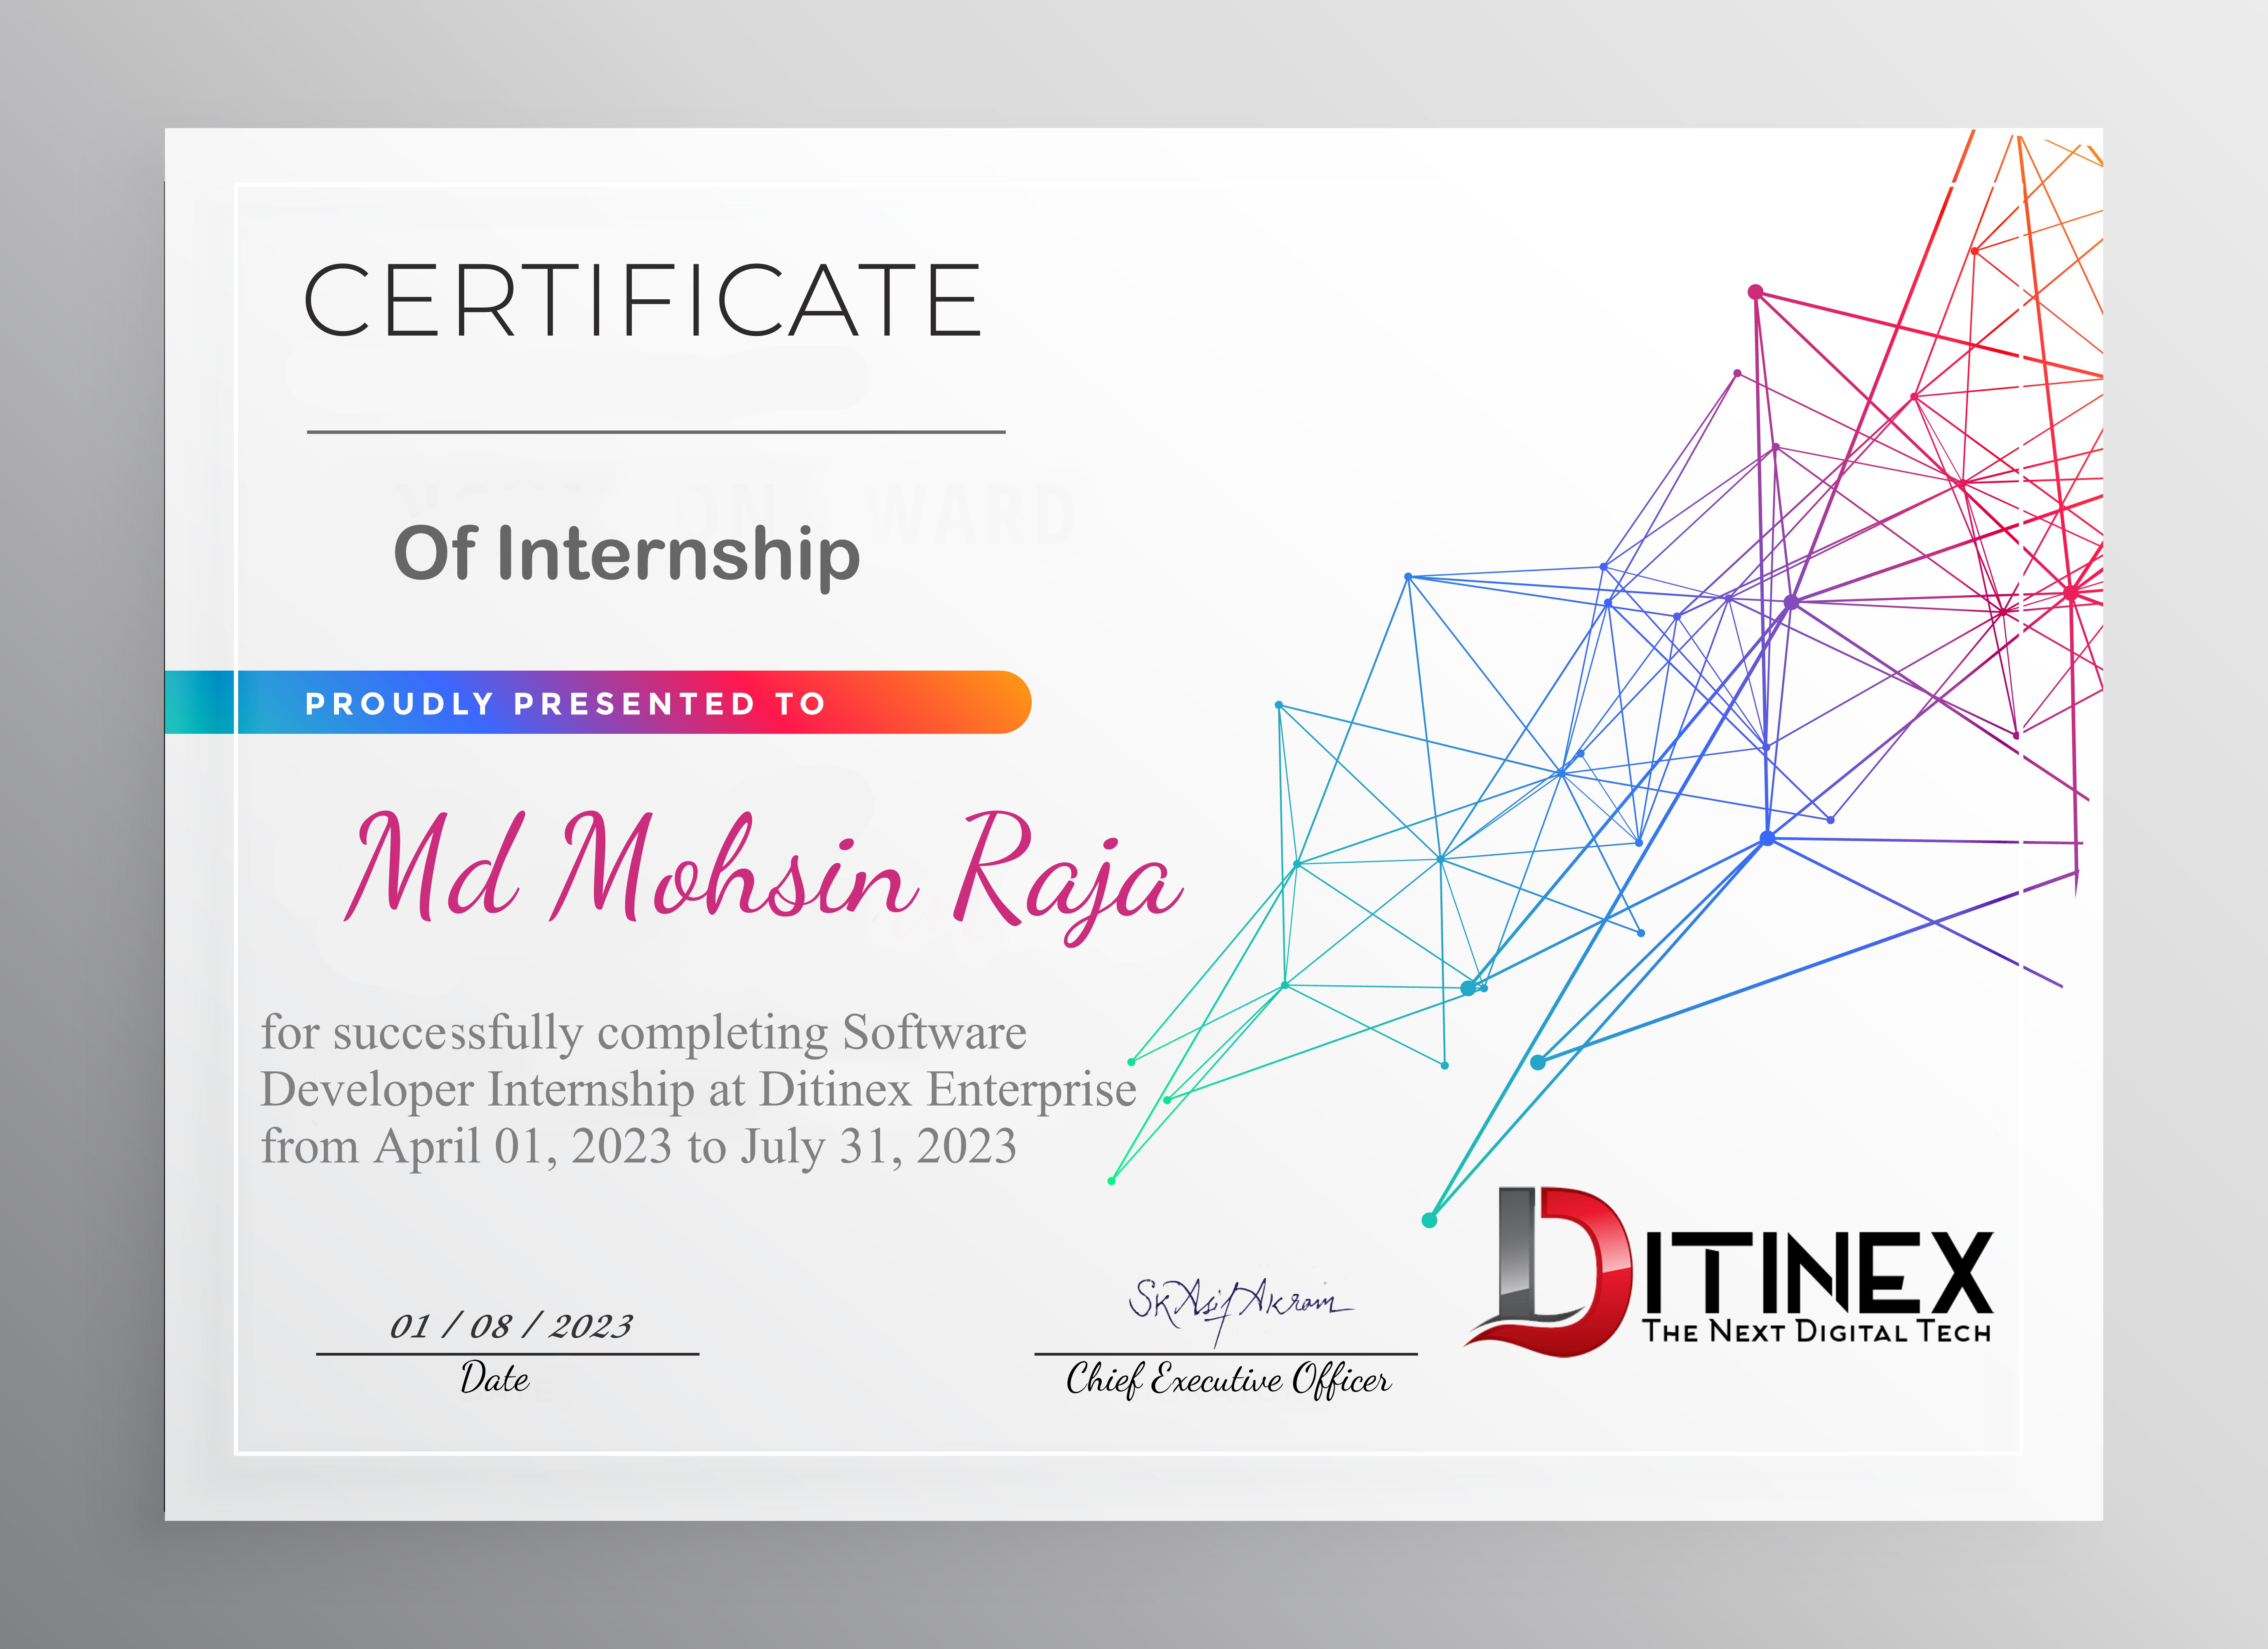 CERTIFICATE
Of Internship
PROUDLY PRESENTED TO
Md Mohsin Raja
for successfully completing Software
Developer Internship at Ditinex Enterprise
from April 01, 2023 to July 31, 2023
01 / 08 / 2023
Date
SK Asif Akram
Chief Executive Officer
DITINEX
THE NEXT DIGITAL TECH